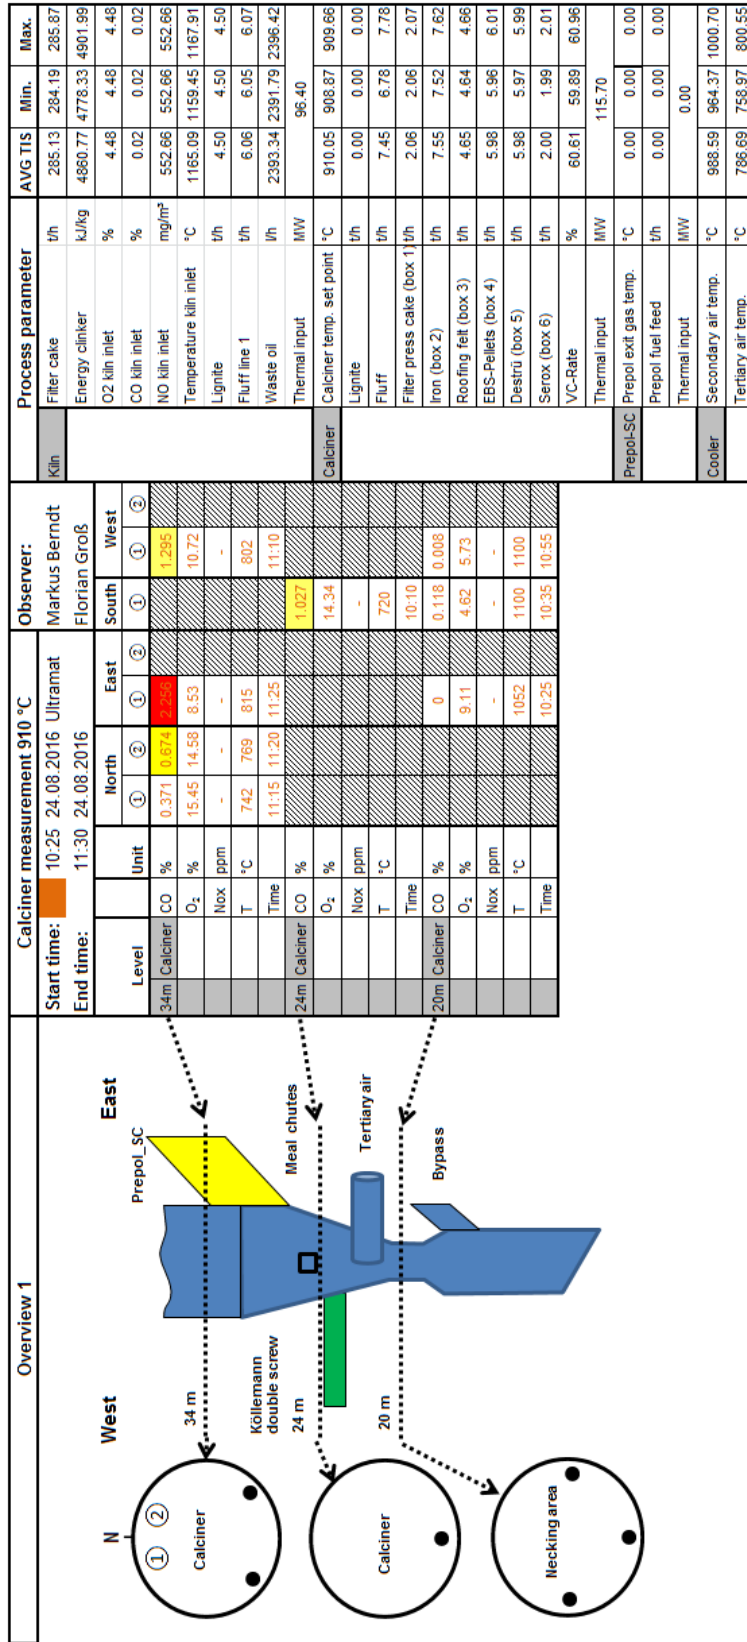 Overview 1
West
East
N
① ②
Calciner
34 m
Prepol_SC
Köllemann
double screw
24 m
Meal chutes
Calciner
Tertiary air
20 m
Bypass
Necking area
Calciner measurement 910 °C
Observer:
Start time: 10:25 24.08.2016 Ultramat Markus Berndt
End time: 11:30 24.08.2016 Florian Groß
Level Unit North East South West
① ② ① ② ① ① ②
34m Calciner CO % 0.371 0.674 2.256 1.295
O₂ % 15.45 14.58 8.53 10.72
Nox ppm - - - -
T °C 742 769 815 802
Time 11:15 11:20 11:25 11:10
24m Calciner CO % 1.027
O₂ % 14.34
Nox ppm -
T °C 720
Time 10:10
20m Calciner CO % 0 0.118 0.008
O₂ % 9.11 4.62 5.73
Nox ppm - - -
T °C 1052 1100 1100
Time 10:25 10:35 10:55
Process parameter AVG TIS Min. Max.
Kiln Filter cake t/h 285.13 284.19 285.87
Energy clinker kJ/kg 4860.77 4778.33 4901.99
O2 kiln inlet % 4.48 4.48 4.48
CO kiln inlet % 0.02 0.02 0.02
NO kiln inlet mg/m³ 552.66 552.66 552.66
Temperature kiln inlet °C 1165.09 1159.45 1167.91
Lignite t/h 4.50 4.50 4.50
Fluff line 1 t/h 6.06 6.05 6.07
Waste oil l/h 2393.34 2391.79 2396.42
Thermal input MW 96.40
Calciner Calciner temp. set point °C 910.05 908.87 909.66
Lignite t/h 0.00 0.00 0.00
Fluff t/h 7.45 6.78 7.78
Filter press cake (box 1) t/h 2.06 2.06 2.07
Iron (box 2) t/h 7.55 7.52 7.62
Roofing felt (box 3) t/h 4.65 4.64 4.66
EBS-Pellets (box 4) t/h 5.98 5.96 6.01
Destrü (box 5) t/h 5.98 5.97 5.99
Serox (box 6) t/h 2.00 1.99 2.01
VC-Rate % 60.61 59.89 60.96
Thermal input MW 115.70
Prepol-SC Prepol exit gas temp. °C 0.00 0.00 0.00
Prepol fuel feed t/h 0.00 0.00 0.00
Thermal input MW 0.00
Cooler Secondary air temp. °C 988.59 964.37 1000.70
Tertiary air temp. °C 786.69 758.97 800.55